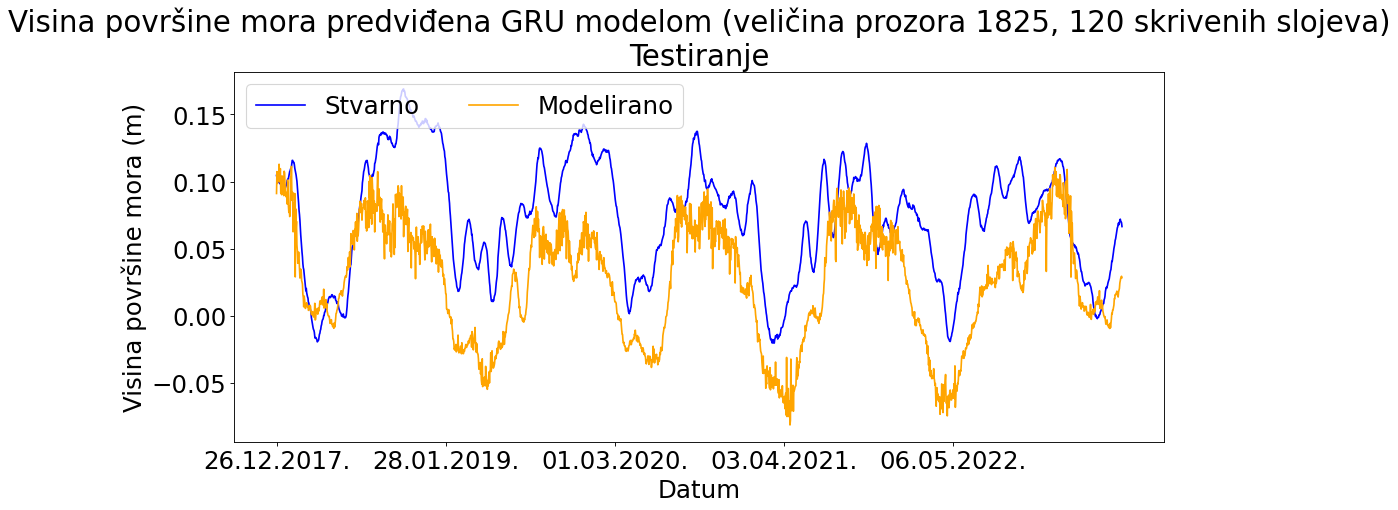 Visina površine mora predviđena GRU modelom (veličina prozora 1825, 120 skrivenih slojeva)
Testiranje
Stvarno
Modelirano
Visina površine mora (m)
0.15
0.10
0.05
0.00
−0.05
26.12.2017.
28.01.2019.
01.03.2020.
03.04.2021.
06.05.2022.
Datum